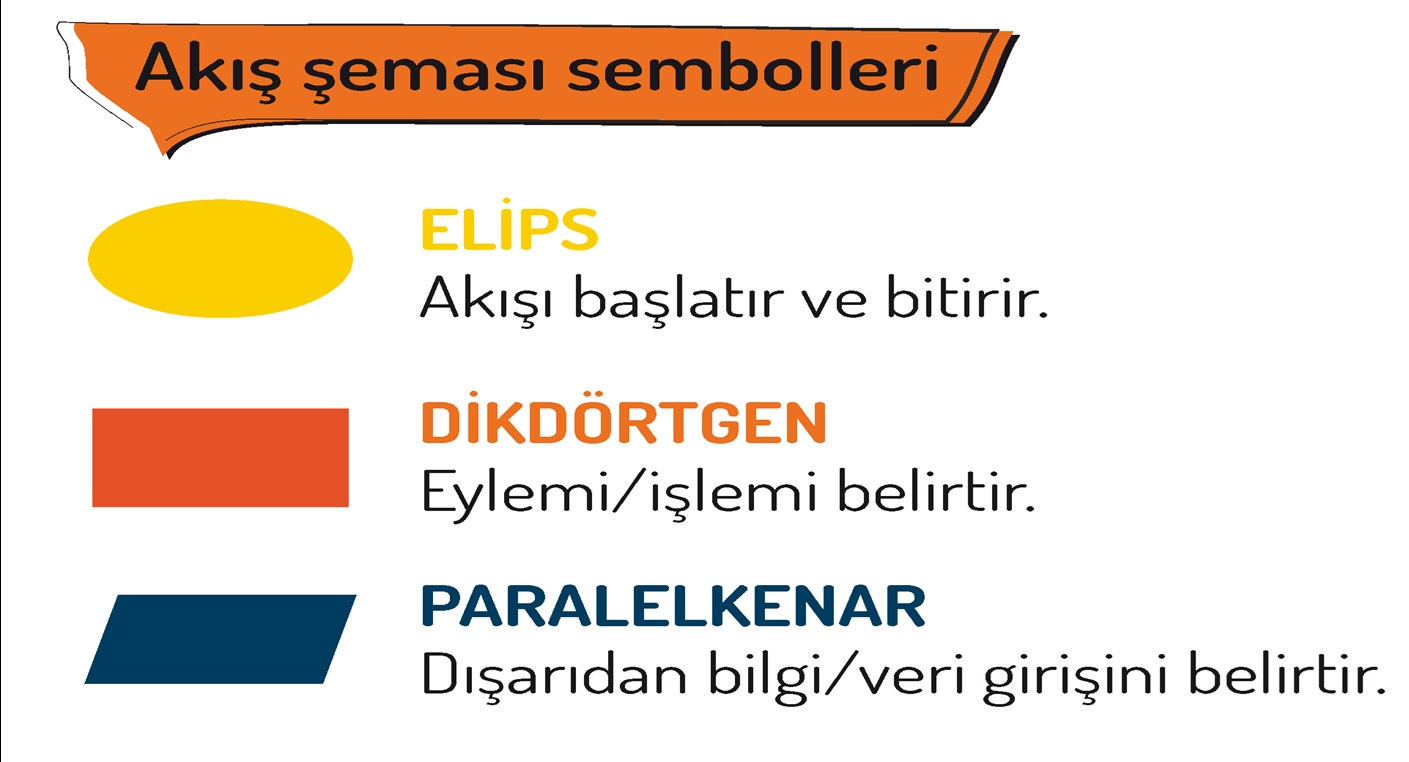 Akış şeması sembolleri
ELİPS
Akışı başlatır ve bitirir.
DİKDÖRTGEN
Eylemi/işlemi belirtir.
PARALELKENAR
Dışarıdan bilgi/veri girişini belirtir.